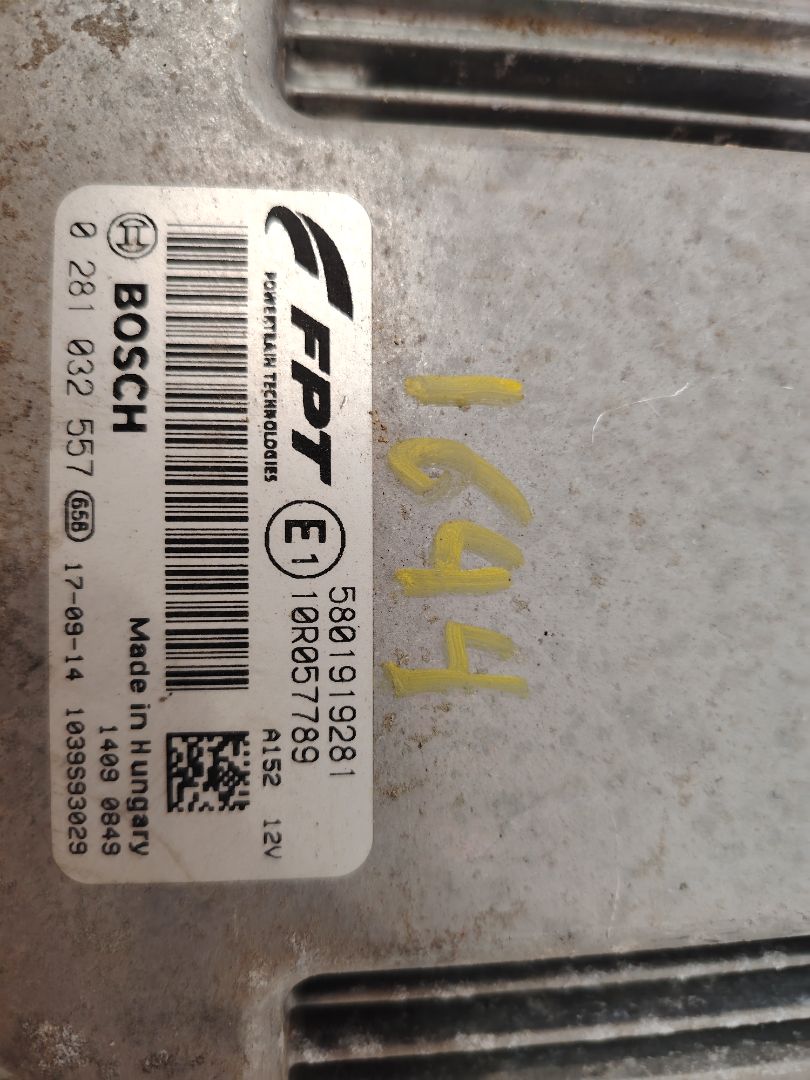 FPT
POWERTRAIN TECHNOLOGIES
E1
5801919281
10R057789
A152 12V
BOSCH
Made in Hungary
1409 0849
0 281 032 557 658 17-09-14 1039S93029
1644